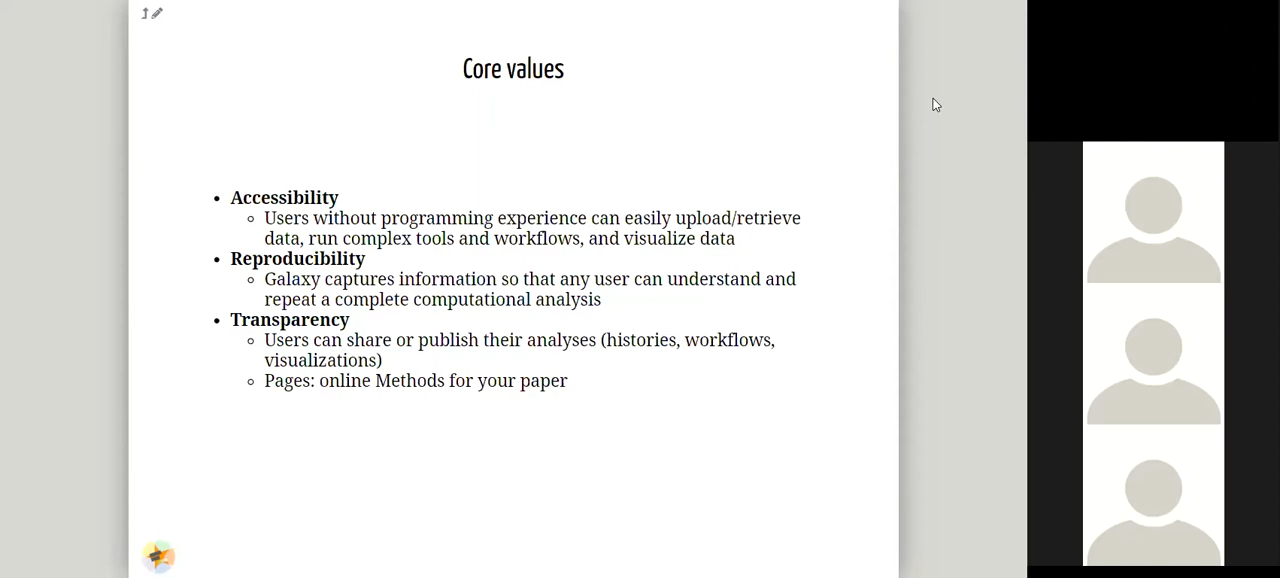 Core values
• Accessibility
◦ Users without programming experience can easily upload/retrieve
data, run complex tools and workflows, and visualize data
• Reproducibility
◦ Galaxy captures information so that any user can understand and
repeat a complete computational analysis
• Transparency
◦ Users can share or publish their analyses (histories, workflows,
visualizations)
◦ Pages: online Methods for your paper